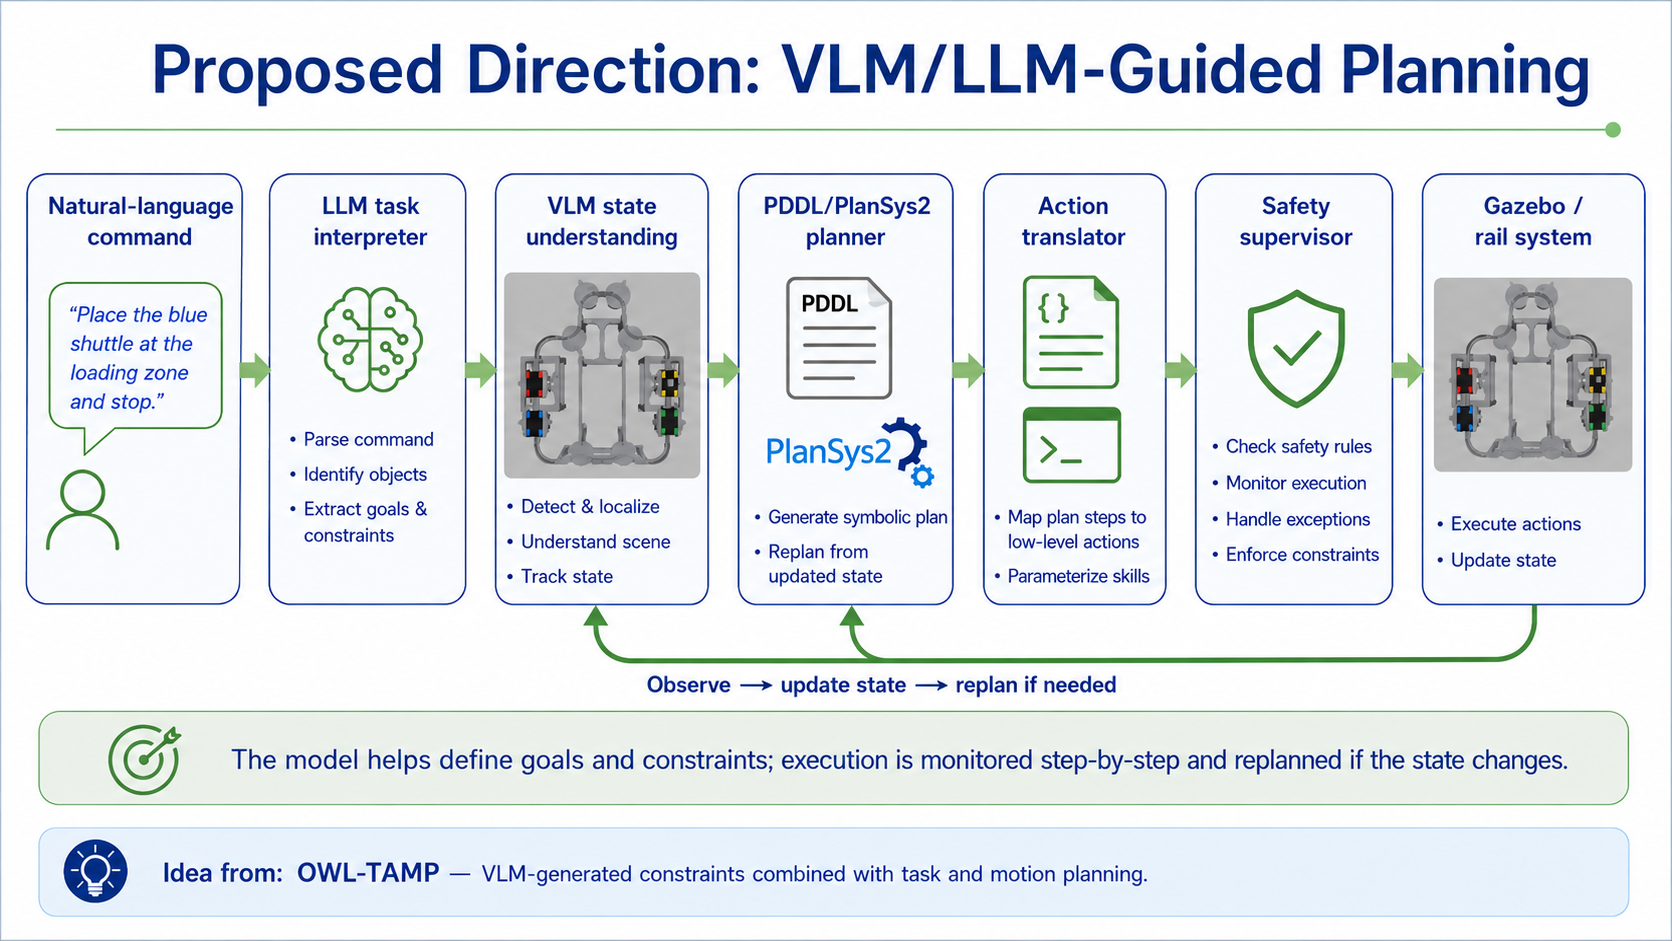 Proposed Direction: VLM/LLM-Guided Planning
Natural-language
command
“Place the blue
shuttle at the
loading zone
and stop.”
LLM task
interpreter
• Parse command
• Identify objects
• Extract goals &
constraints
VLM state
understanding
• Detect & localize
• Understand scene
• Track state
PDDL/PlanSys2
planner
PDDL
PlanSys2
• Generate symbolic plan
• Replan from
updated state
Action
translator
{}
>_
• Map plan steps to
low-level actions
• Parameterize skills
Safety
supervisor
• Check safety rules
• Monitor execution
• Handle exceptions
• Enforce constraints
Gazebo /
rail system
• Execute actions
• Update state
Observe → update state → replan if needed
The model helps define goals and constraints; execution is monitored step-by-step and replanned if the state changes.
Idea from: OWL-TAMP — VLM-generated constraints combined with task and motion planning.